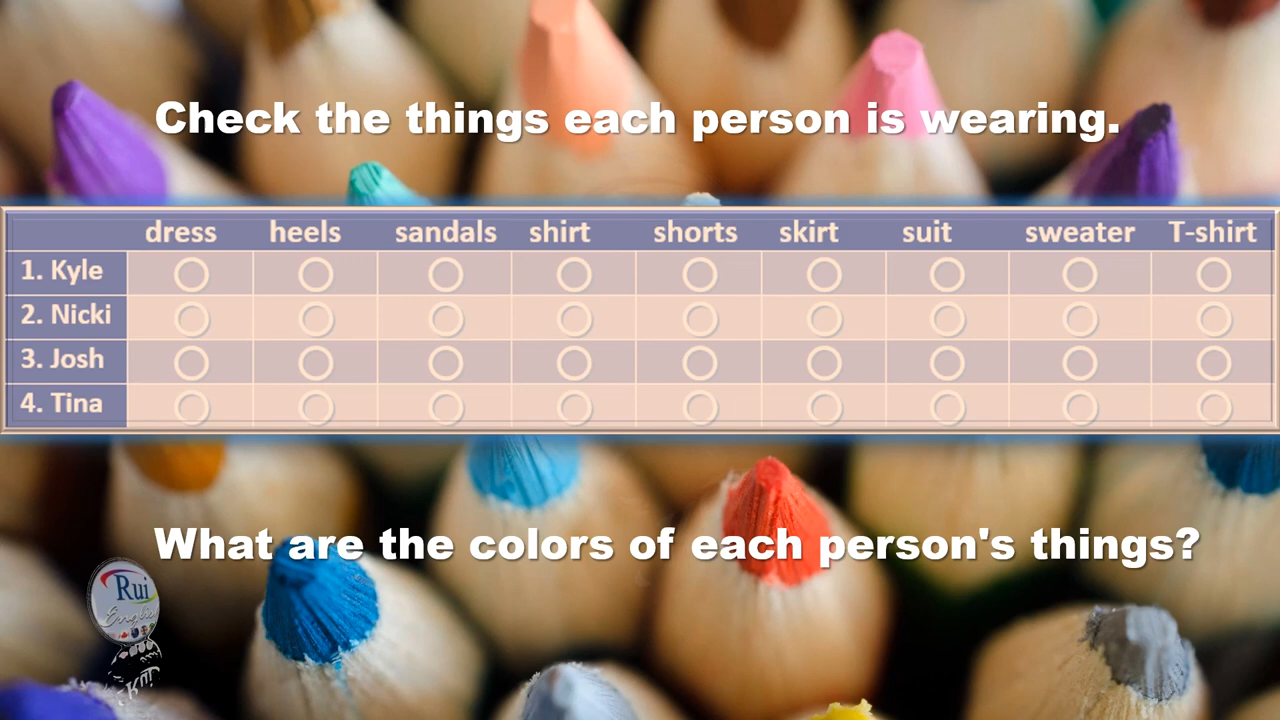 Check the things each person is wearing.
dress heels sandals shirt shorts skirt suit sweater T-shirt
1. Kyle
2. Nicki
3. Josh
4. Tina
What are the colors of each person's things?
Rui
English